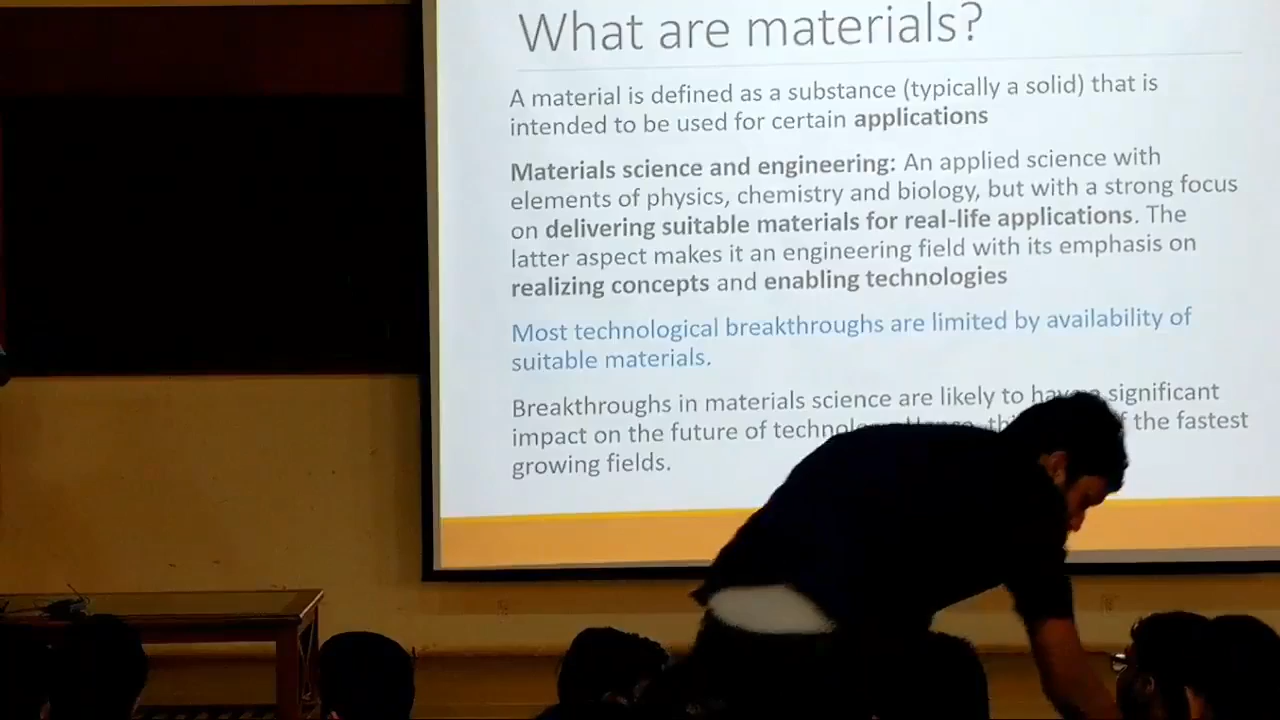 What are materials?
A material is defined as a substance (typically a solid) that is
intended to be used for certain applications
Materials science and engineering: An applied science with
elements of physics, chemistry and biology, but with a strong focus
on delivering suitable materials for real-life applications. The
latter aspect makes it an engineering field with its emphasis on
realizing concepts and enabling technologies
Most technological breakthroughs are limited by availability of
suitable materials.
Breakthroughs in materials science are likely to have a significant
impact on the future of the fastest
growing fields.